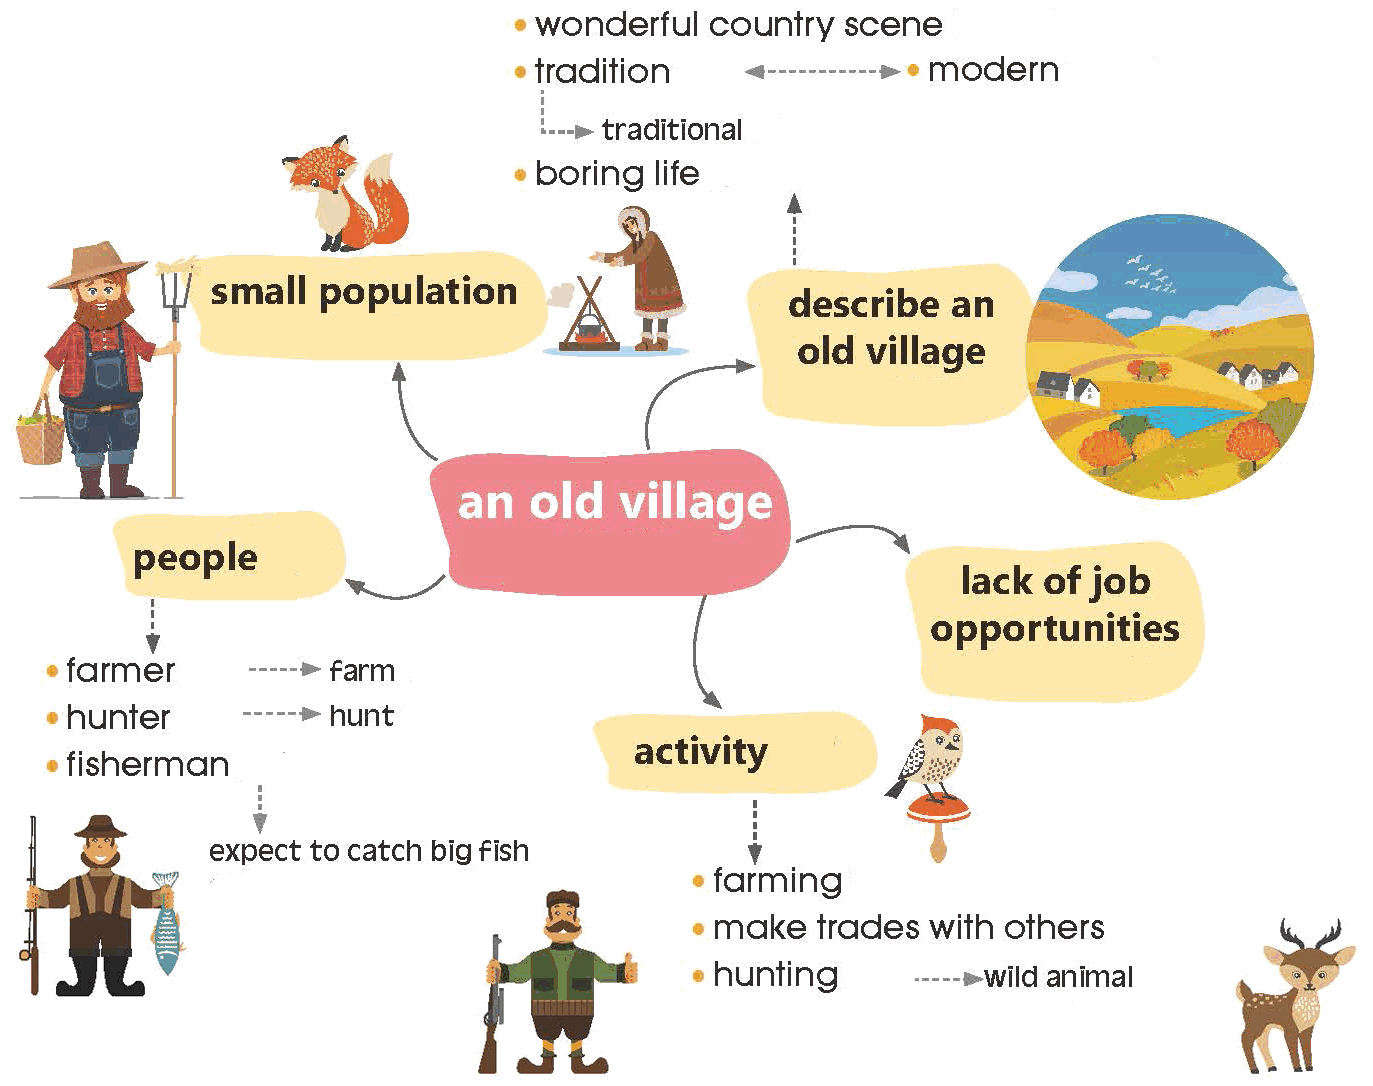 wonderful country scene
tradition
modern
traditional
boring life
small population
describe an
old village
an old village
people
lack of job
opportunities
farmer
farm
hunter
hunt
fisherman
activity
expect to catch big fish
farming
make trades with others
hunting
wild animal